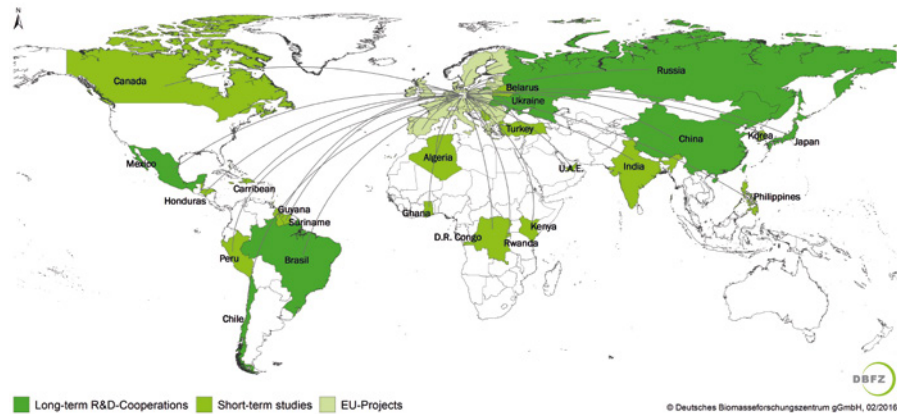 N
Canada
Russia
Belarus
Ukraine
Turkey
China
Korea
Japan
Mexico
Algeria
U.A.E.
India
Carribean
Honduras
Philippines
Guyana
Sariname
Ghana
Kenya
D.R. Congo
Rwanda
Peru
Brasil
Chile
DBFZ
Long-term R&D-Cooperations
Short-term studies
EU-Projects
© Deutsches Biomasseforschungszentrum gGmbH, 02/2016